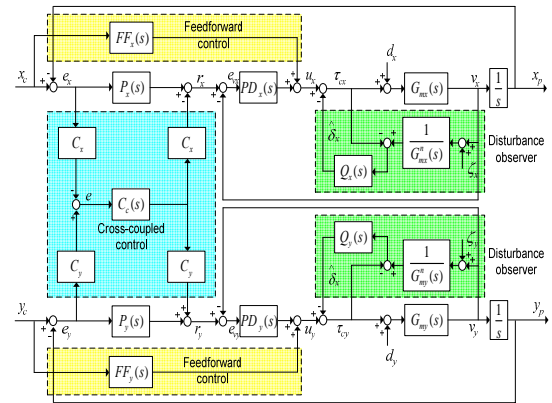 FF_x(s)
Feedforward
control
d_x
x_c
e_x
P_x(s)
r_x
e_vx
PD_x(s)
u_x
τ_cx
G_mx(s)
v_x
1/s
x_p
δ̂_x
C_x
C_x
Q_x(s)
1/G^n_mx(s)
ζ_x
Disturbance
observer
e
C_c(s)
Cross-coupled
control
C_y
C_y
Q_y(s)
1/G^n_my(s)
ζ_y
Disturbance
observer
δ̂_x
y_c
e_y
P_y(s)
r_y
e_vy
PD_y(s)
u_y
τ_cy
G_my(s)
v_y
1/s
y_p
d_y
Feedforward
control
FF_y(s)